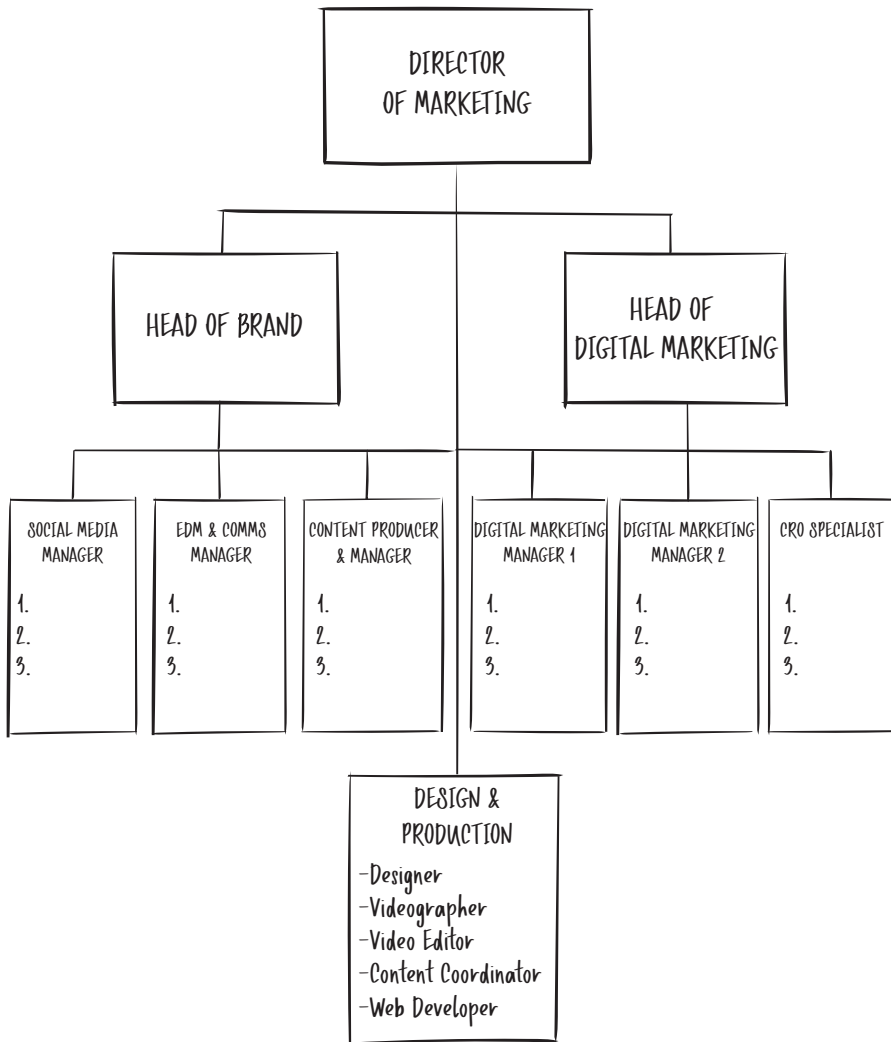 DIRECTOR
OF MARKETING
HEAD OF BRAND
HEAD OF
DIGITAL MARKETING
SOCIAL MEDIA
MANAGER
1.
2.
3.
EDM & COMMS
MANAGER
1.
2.
3.
CONTENT PRODUCER
& MANAGER
1.
2.
3.
DIGITAL MARKETING
MANAGER 1
1.
2.
3.
DIGITAL MARKETING
MANAGER 2
1.
2.
3.
CRO SPECIALIST
1.
2.
3.
DESIGN &
PRODUCTION
-Designer
-Videographer
-Video Editor
-Content Coordinator
-Web Developer